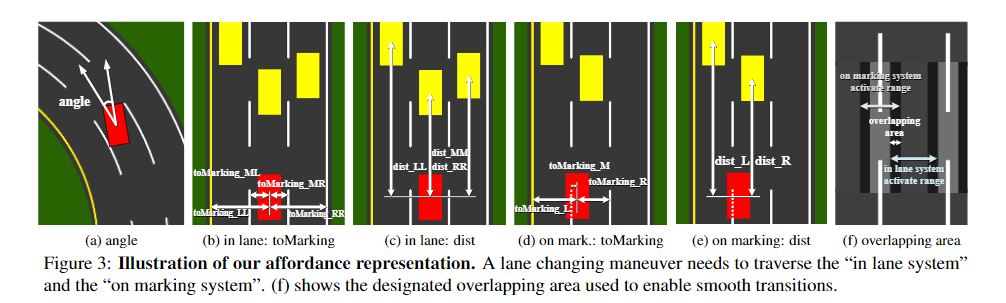 angle
toMarking_ML
toMarking_MR
toMarking_LL
toMarking_RR
dist_MM
dist_LL
dist_RR
toMarking_M
toMarking_R
toMarking_L
dist_L
dist_R
on marking system
activate range
overlapping
area
in lane system
activate range
(a) angle
(b) in lane: toMarking
(c) in lane: dist
(d) on mark.: toMarking
(e) on marking: dist
(f) overlapping area
Figure 3: Illustration of our affordance representation. A lane changing maneuver needs to traverse the “in lane system”
and the “on marking system”. (f) shows the designated overlapping area used to enable smooth transitions.